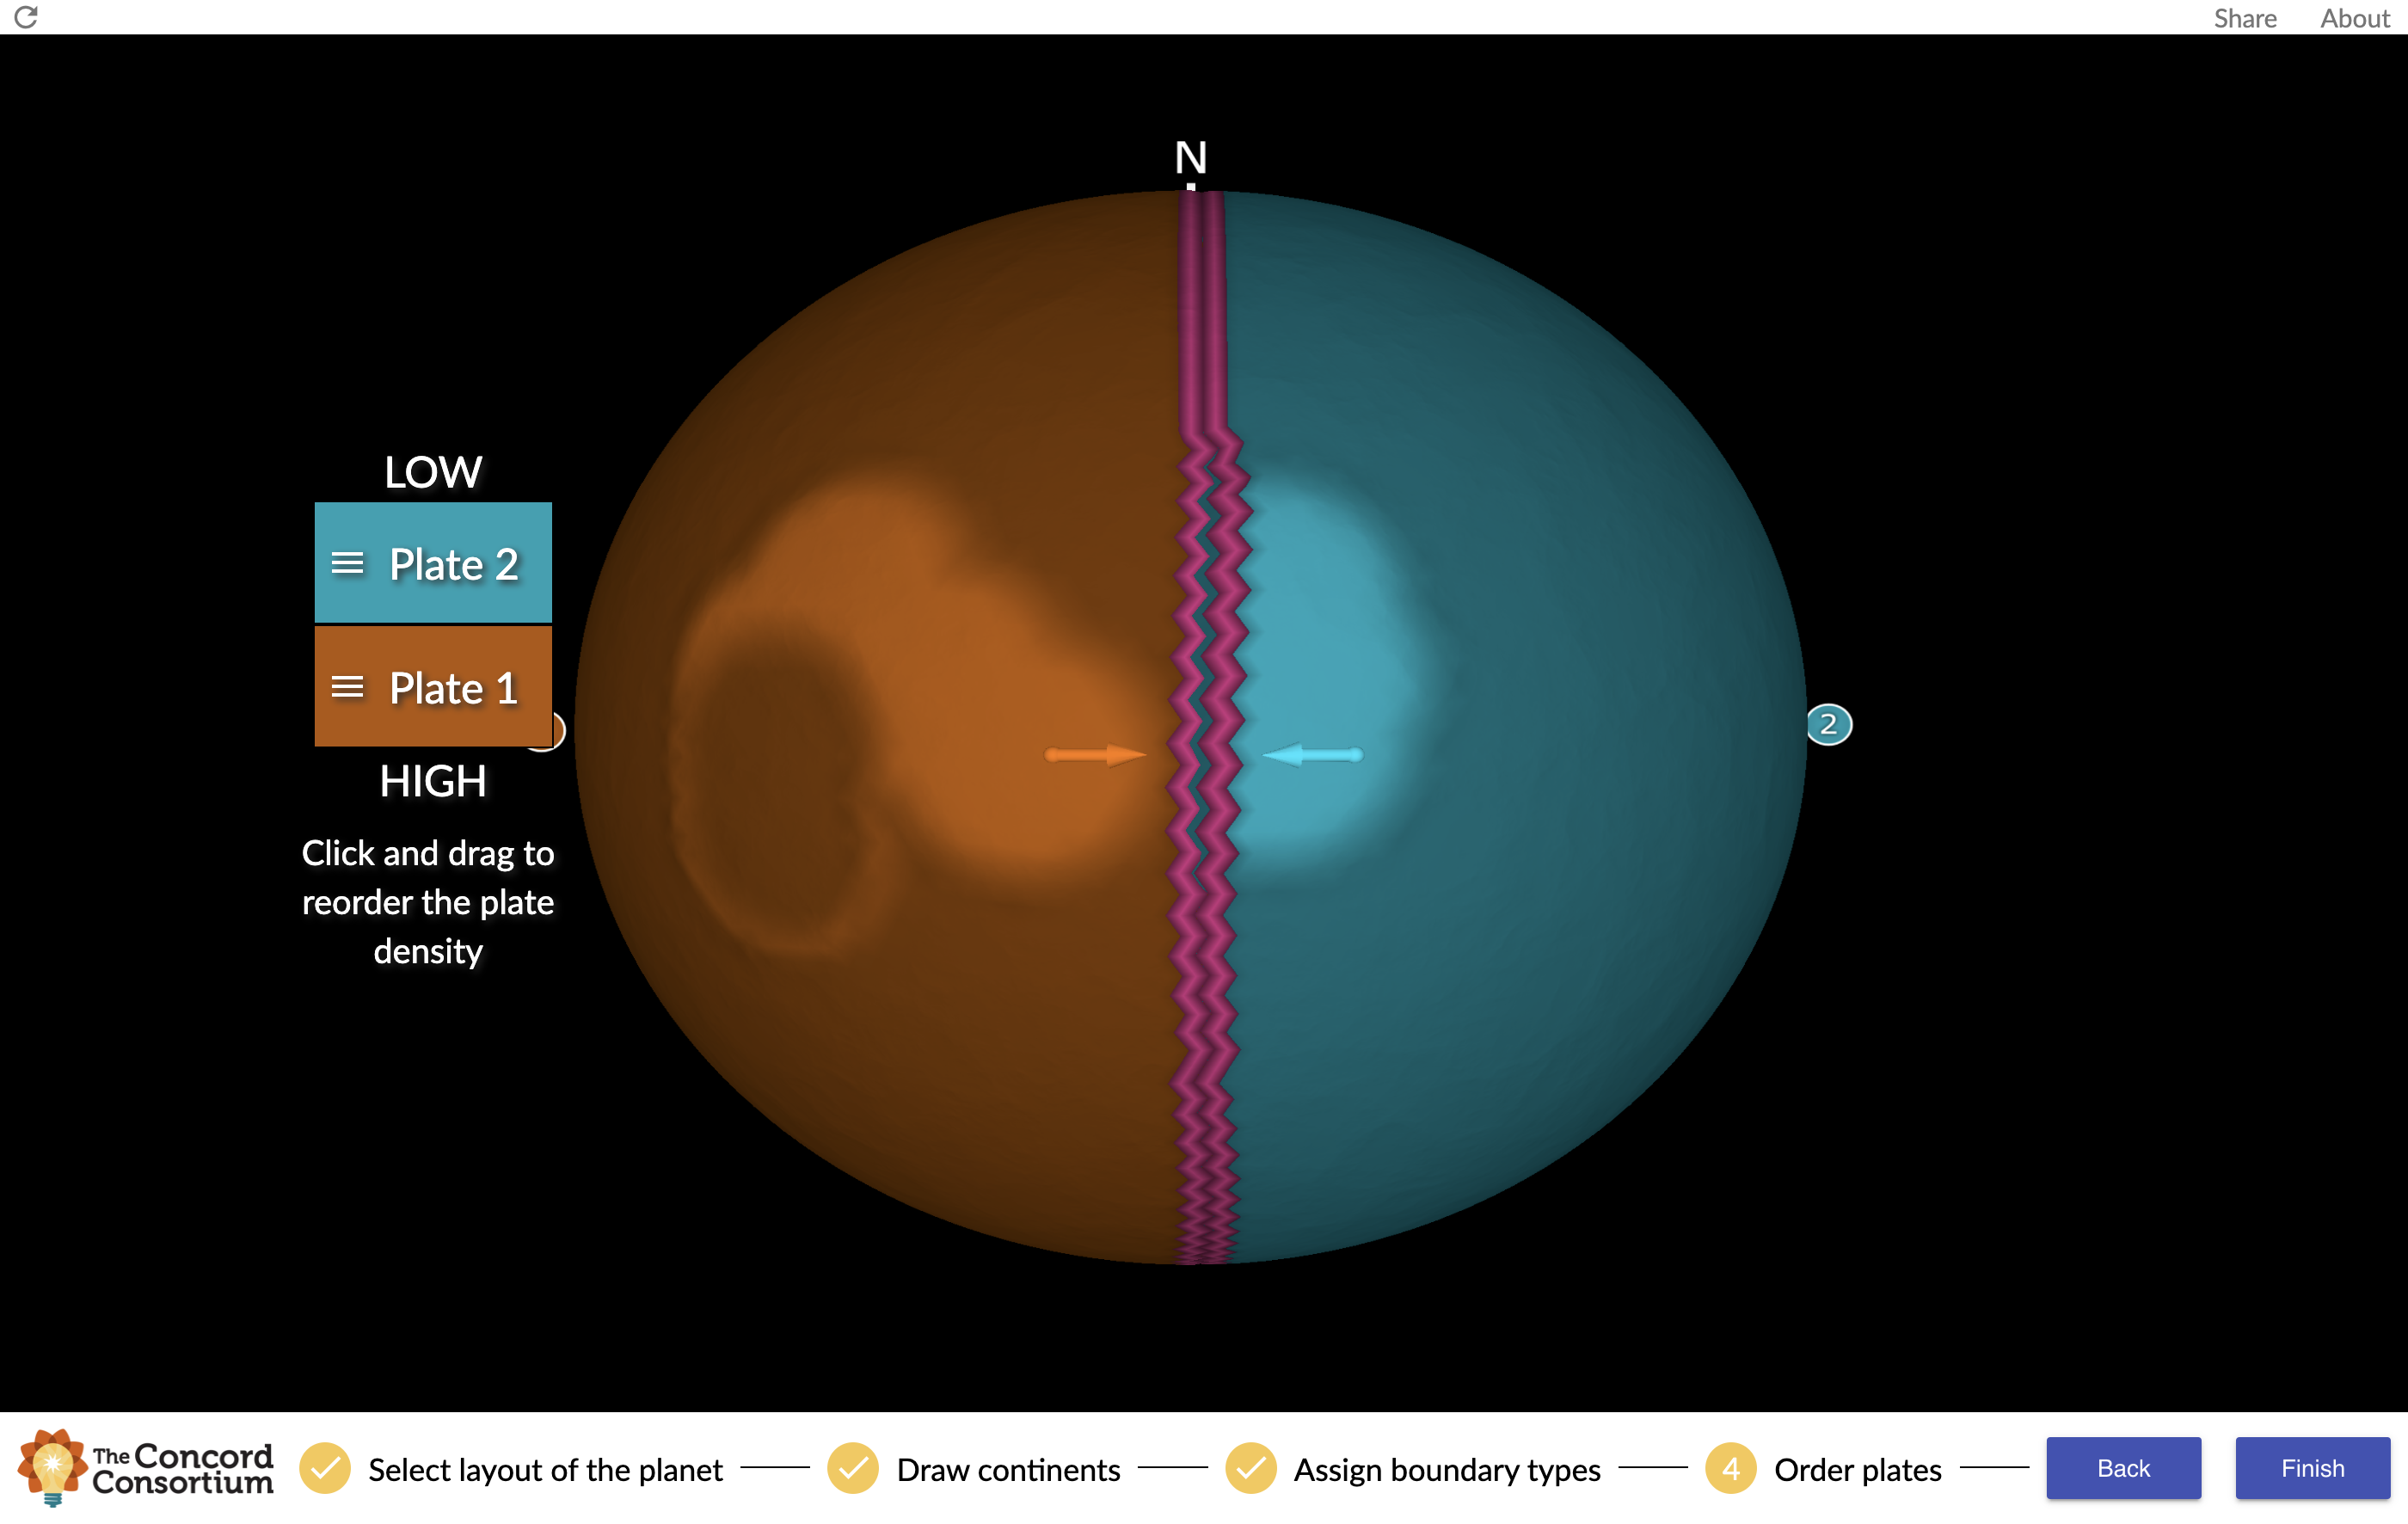 Share About
N
LOW
Plate 2
Plate 1
HIGH
Click and drag to
reorder the plate
density
2
The Concord
Consortium
Select layout of the planet
Draw continents
Assign boundary types
4 Order plates
Back
Finish